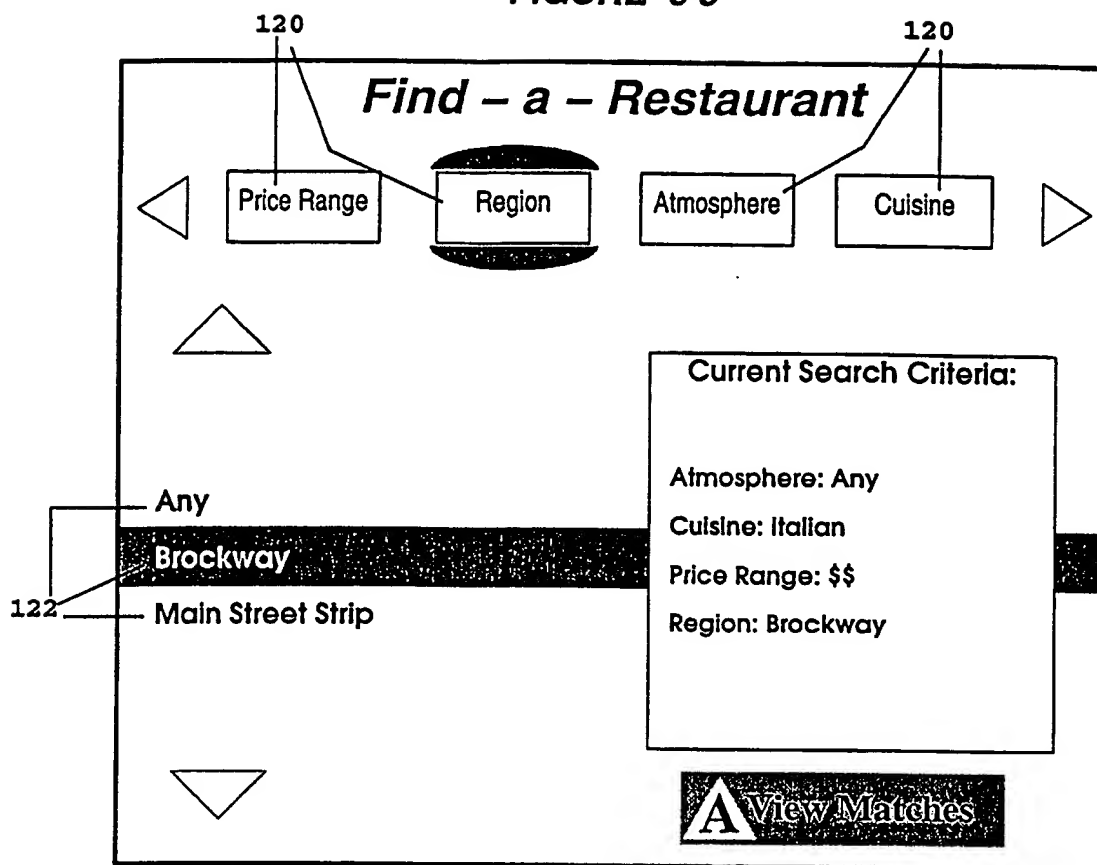 120 120
Find – a – Restaurant
Price Range Region Atmosphere Cuisine
Current Search Criteria:
Atmosphere: Any
Any
Cuisine: Italian
Brockway
Price Range: $$
122 Main Street Strip
Region: Brockway
A View Matches